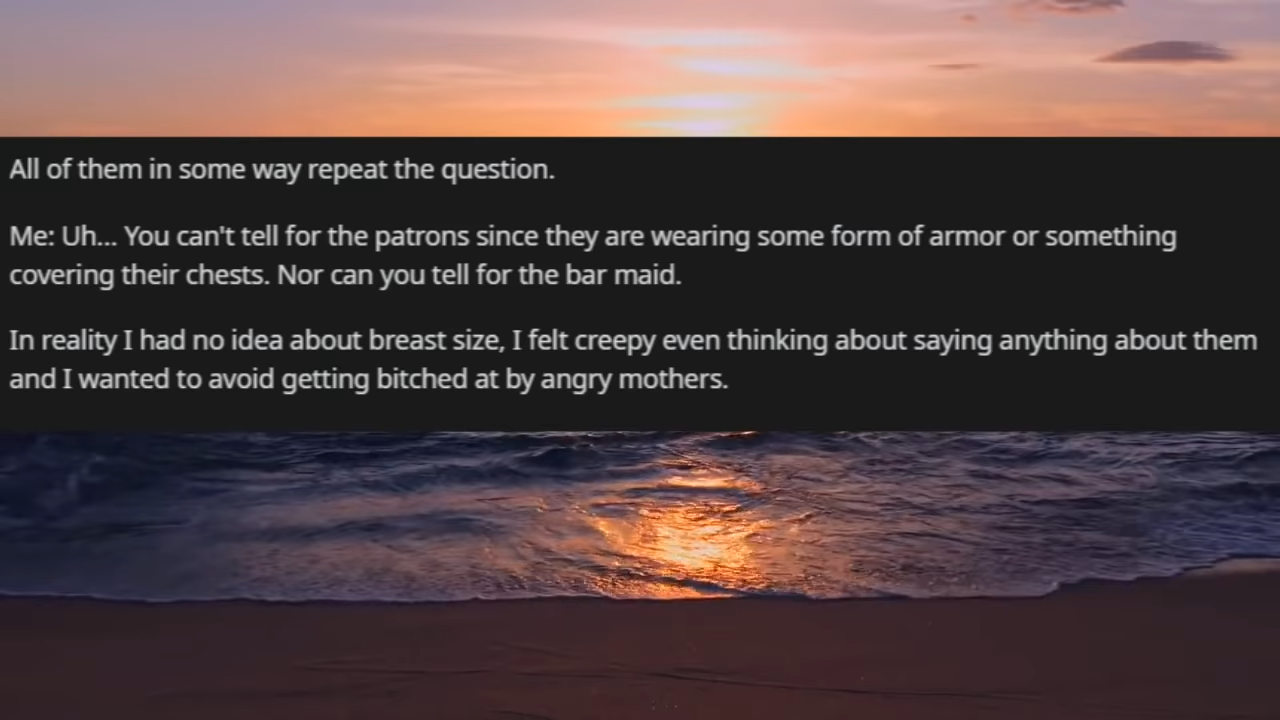 All of them in some way repeat the question.
Me: Uh... You can't tell for the patrons since they are wearing some form of armor or something
covering their chests. Nor can you tell for the bar maid.
In reality I had no idea about breast size, I felt creepy even thinking about saying anything about them
and I wanted to avoid getting bitched at by angry mothers.